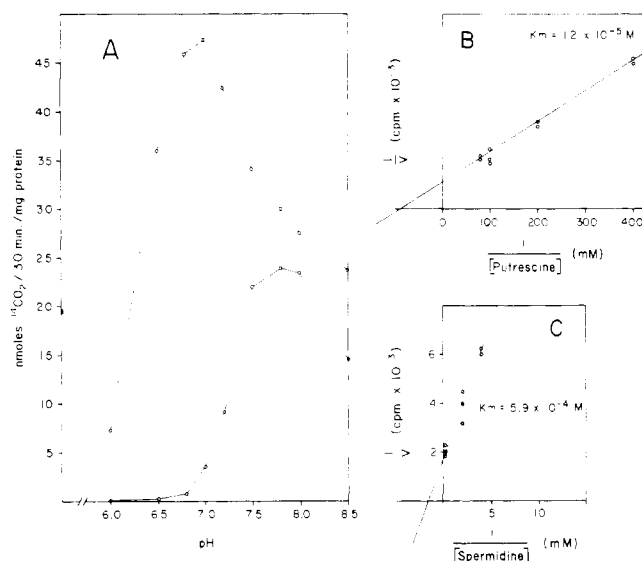 A
45
40
35
30
25
20
15
10
5
nmoles ¹⁴CO₂ / 30 min./mg protein
6.0 6.5 7.0 7.5 8.0 8.5
pH
B
Km = 1.2 x 10⁻⁵ M
1/V (cpm x 10⁻³)
0 100 200 300 400
1/[Putrescine] (mM)
C
6
4
2
Km = 5.9 x 10⁻⁴ M
1/V (cpm x 10⁻³)
5 10 15
1/[Spermidine] (mM)